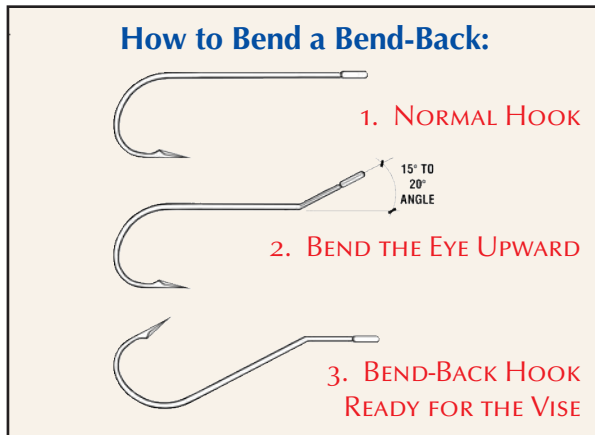 How to Bend a Bend-Back:
1. Normal Hook
15° TO
20°
ANGLE
2. Bend the Eye Upward
3. Bend-Back Hook
Ready for the Vise